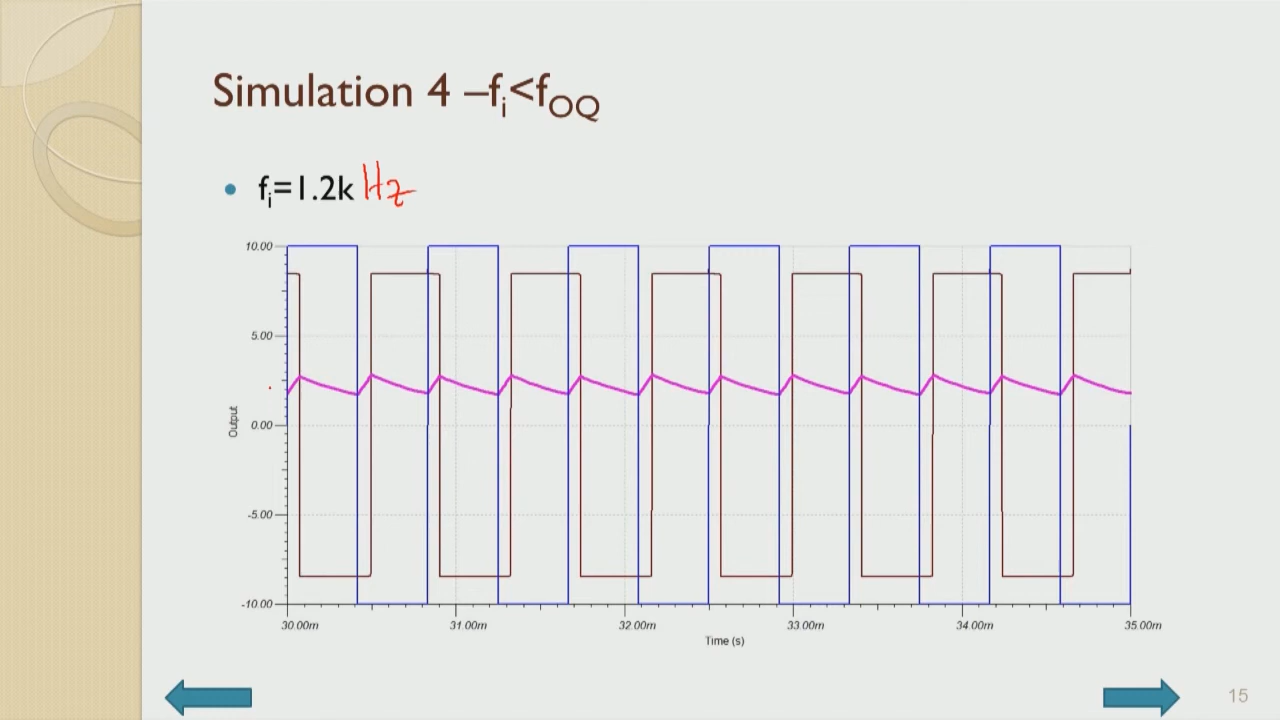 Simulation 4 –fᵢ<f_OQ
• fᵢ=1.2k Hz
10.00
5.00
0.00
-5.00
-10.00
Output
30.00m 31.00m 32.00m 33.00m 34.00m 35.00m
Time (s)
15